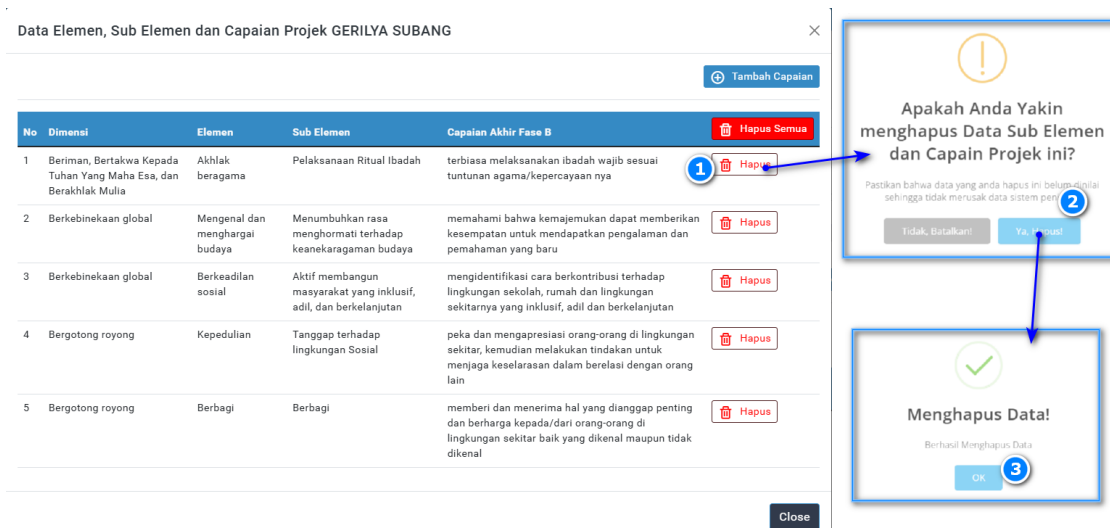 Data Elemen, Sub Elemen dan Capaian Projek GERILYA SUBANG
Tambah Capaian
No Dimensi Elemen Sub Elemen Capaian Akhir Fase B Hapus Semua
1 Beriman, Bertakwa Kepada Akhlak Pelaksanaan Ritual Ibadah terbiasa melaksanakan ibadah wajib sesuai 1 Hapus
Tuhan Yang Maha Esa, dan beragama tuntunan agama/kepercayaan nya
Berakhlak Mulia
2 Berkebinekaan global Mengenal dan Menumbuhkan rasa memahami bahwa kemajemukan dapat memberikan Hapus
menghargai menghormati terhadap kesempatan untuk mendapatkan pengalaman dan
budaya keanekaragaman budaya pemahaman yang baru
3 Berkebinekaan global Berkeadilan Aktif membangun mengidentifikasi cara berkontribusi terhadap Hapus
sosial masyarakat yang inklusif, lingkungan sekolah, rumah dan lingkungan
adil, dan berkelanjutan sekitarnya yang inklusif, adil dan berkelanjutan
4 Bergotong royong Kepedulian Tanggap terhadap peka dan mengapresiasi orang-orang di lingkungan Hapus
lingkungan Sosial sekitar, kemudian melakukan tindakan untuk
menjaga keselarasan dalam berelasi dengan orang
lain
5 Bergotong royong Berbagi Berbagi memberi dan menerima hal yang dianggap penting Hapus
dan berharga kepada/dari orang-orang di
lingkungan sekitar baik yang dikenal maupun tidak
dikenal
Close
Apakah Anda Yakin
menghapus Data Sub Elemen
dan Capain Projek ini?
Pastikan bahwa data yang anda hapus ini belum dinilai
sehingga tidak merusak data sistem
2
Tidak, Batalkan! Ya, Hapus!
Menghapus Data!
Berhasil Menghapus Data
OK 3